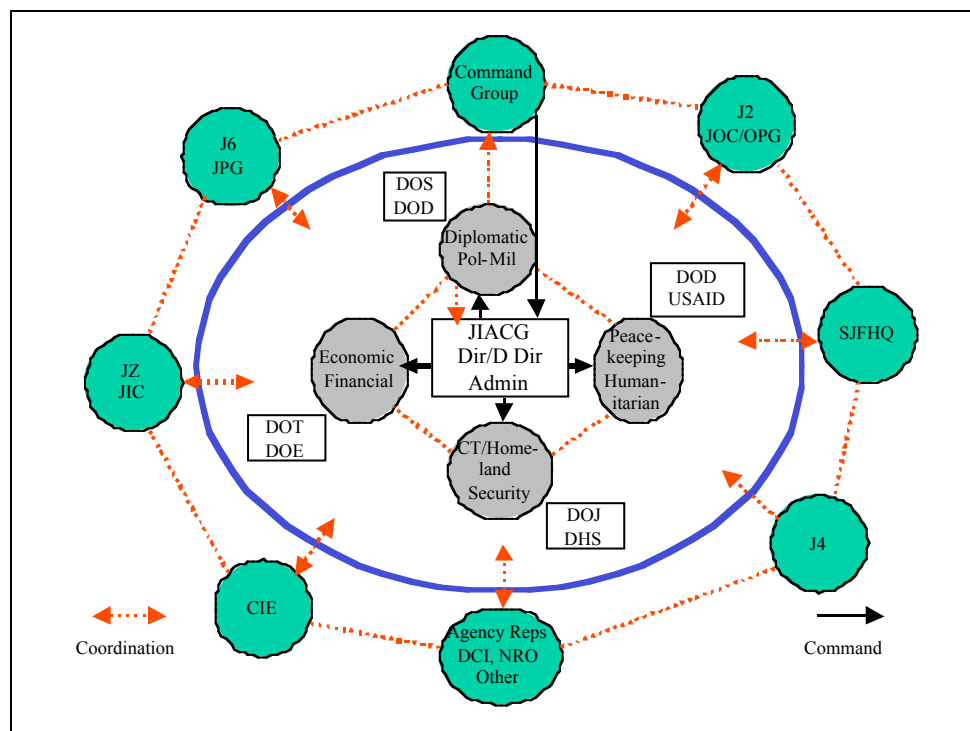 Command
Group
J2
JOC/OPG
J6
JPG
DOS
DOD
Diplomatic
Pol-Mil
DOD
USAID
SJFHQ
JZ
JIC
Economic
Financial
JIACG
Dir/D Dir
Admin
Peace-
keeping
Human-
itarian
DOT
DOE
CT/Home-
land
Security
DOJ
DHS
J4
CIE
Agency Reps
DCI, NRO
Other
Coordination
Command